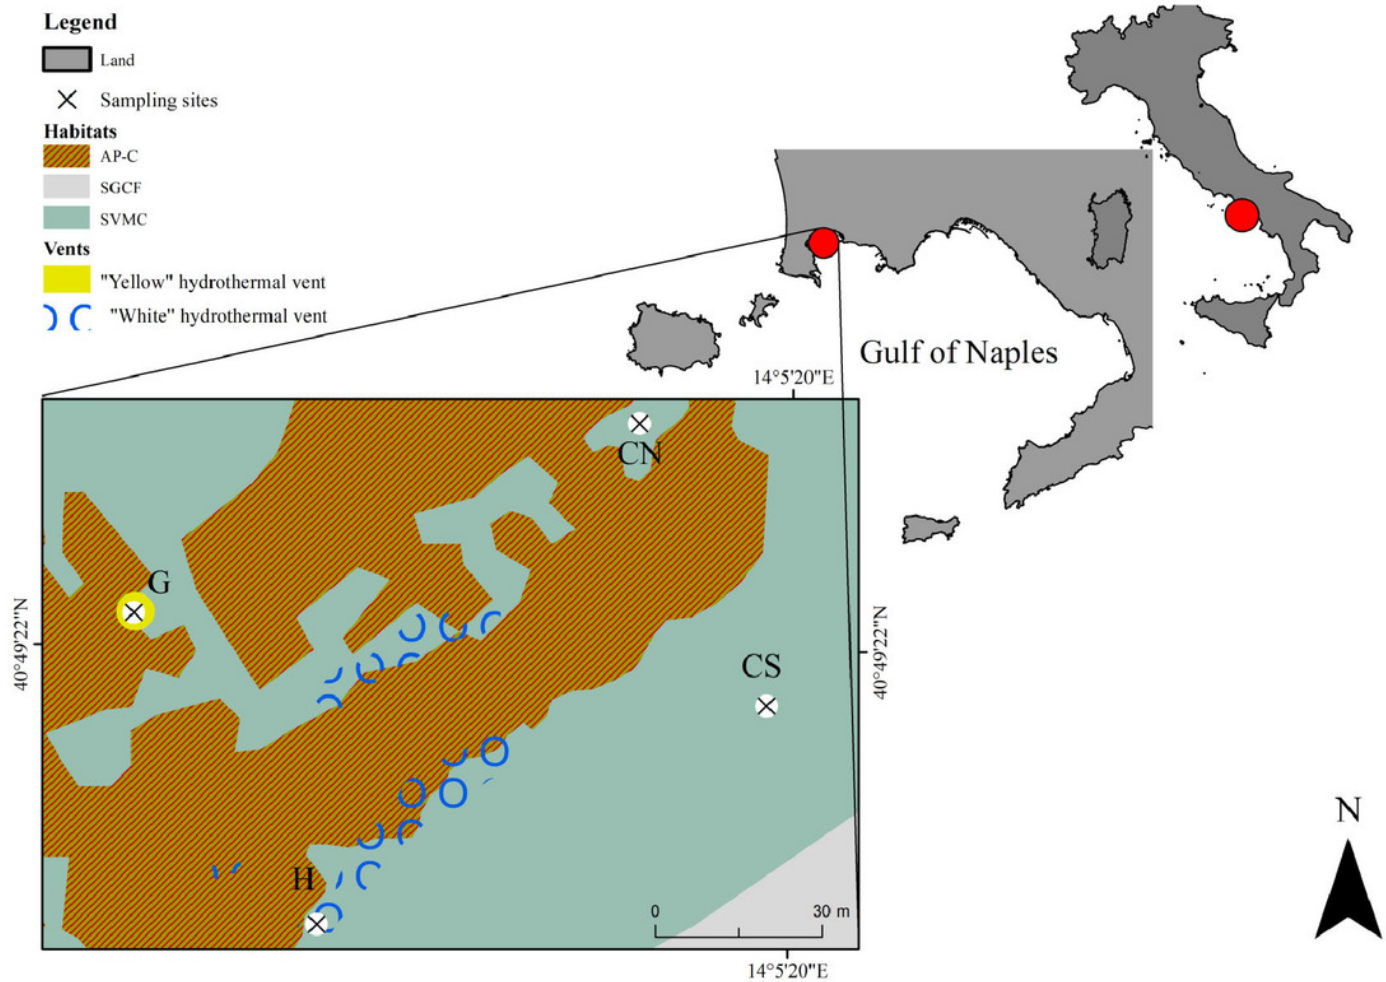 Legend
Land
Sampling sites
Habitats
AP-C
SGCF
SVMC
Vents
"Yellow" hydrothermal vent
"White" hydrothermal vent
Gulf of Naples
14°5'20"E
CN
G
40°49'22"N
40°49'22"N
CS
H
0 30 m
N
14°5'20"E